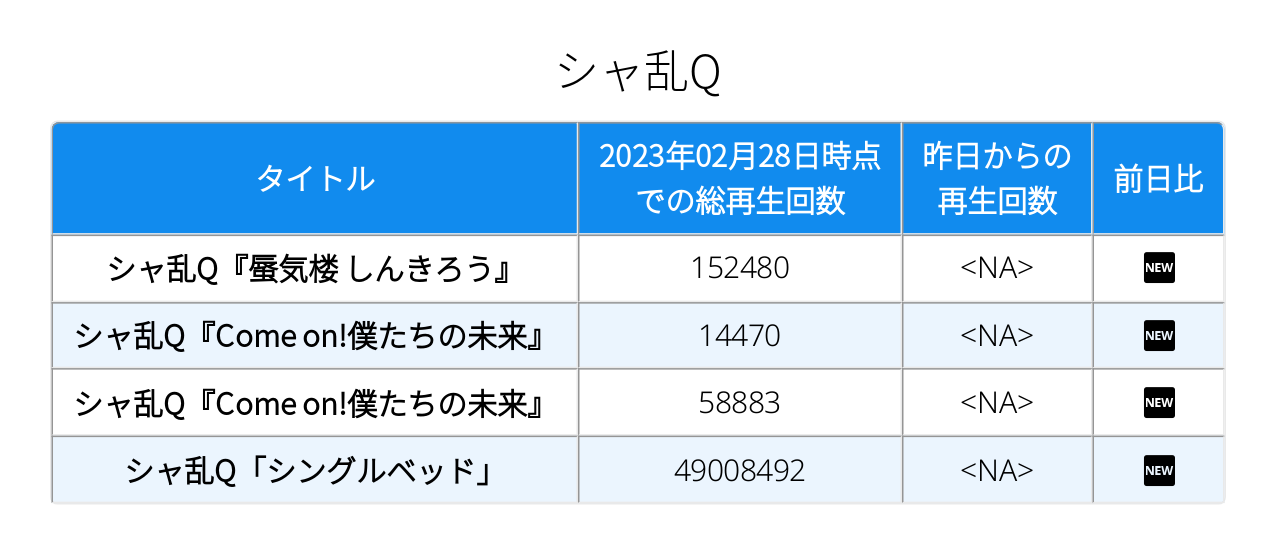 シャ乱Q
タイトル
2023年02月28日時点
での総再生回数
昨日からの
再生回数
前日比
シャ乱Q『蜃気楼 しんきろう』
152480
<NA>
NEW
シャ乱Q『Come on!僕たちの未来』
14470
<NA>
NEW
シャ乱Q『Come on!僕たちの未来』
58883
<NA>
NEW
シャ乱Q「シングルベッド」
49008492
<NA>
NEW